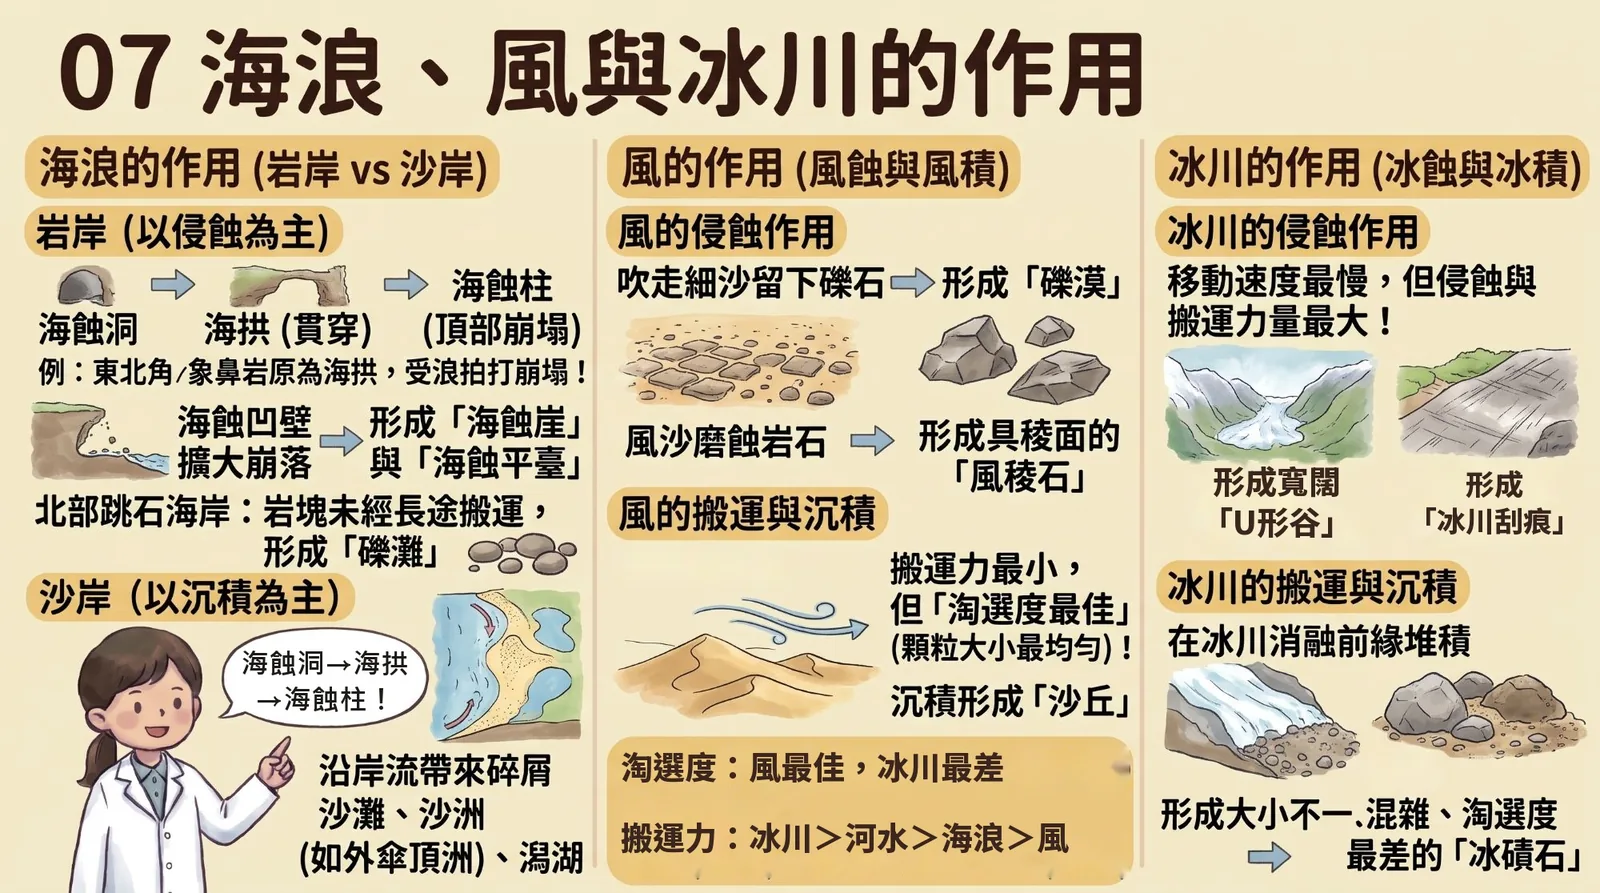 07 海浪、風與冰川的作用
海浪的作用 (岩岸 vs 沙岸)
岩岸 (以侵蝕為主)
海蝕洞
海拱 (貫穿)
海蝕柱
(頂部崩塌)
例：東北角/象鼻岩原為海拱，受浪拍打崩塌！
海蝕凹壁
擴大崩落
形成「海蝕崖」
與「海蝕平臺」
北部跳石海岸：岩塊未經長途搬運，
形成「礫灘」
沙岸 (以沉積為主)
海蝕洞→海拱
→海蝕柱！
沿岸流帶來碎屑
沙灘、沙洲
(如外傘頂洲)、潟湖
風的作用 (風蝕與風積)
風的侵蝕作用
吹走細沙留下礫石
形成「礫漠」
風沙磨蝕岩石
形成具稜面的
「風稜石」
風的搬運與沉積
搬運力最小，
但「淘選度最佳」
(顆粒大小最均勻)！
沉積形成「沙丘」
淘選度：風最佳，冰川最差
搬運力：冰川＞河水＞海浪＞風
冰川的作用 (冰蝕與冰積)
冰川的侵蝕作用
移動速度最慢，但侵蝕與
搬運力量最大！
形成寬闊
「U形谷」
形成
「冰川刮痕」
冰川的搬運與沉積
在冰川消融前緣堆積
形成大小不一.混雜、淘選度
最差的「冰磧石」